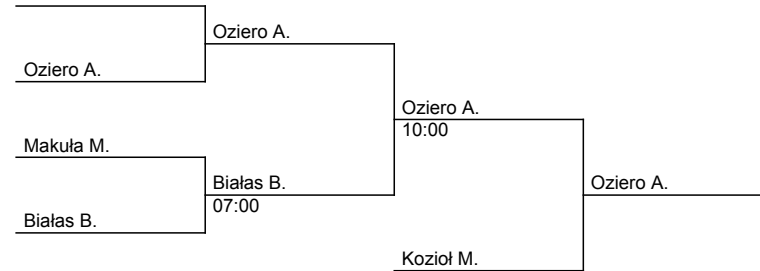 Oziero A.
Oziero A.
Oziero A.
10:00
Makuła M.
Białas B.
07:00
Oziero A.
Białas B.
Kozioł M.